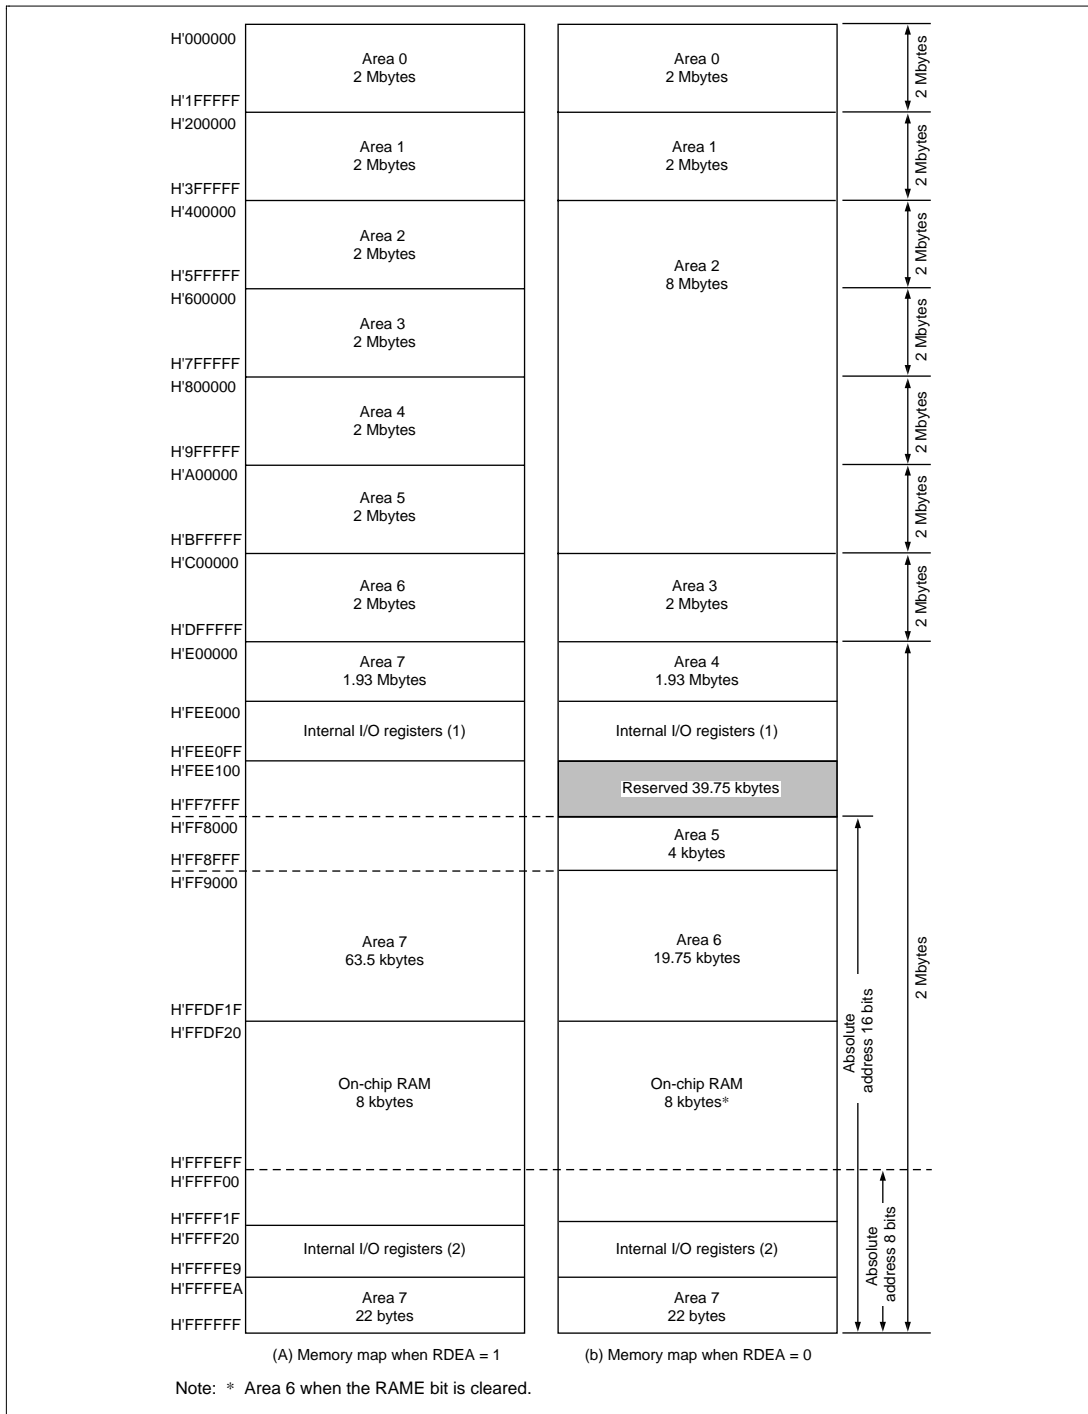 H'000000
Area 0
2 Mbytes
Area 0
2 Mbytes
2 Mbytes
H'1FFFFF
H'200000
Area 1
2 Mbytes
Area 1
2 Mbytes
2 Mbytes
H'3FFFFF
H'400000
Area 2
2 Mbytes
Area 2
8 Mbytes
2 Mbytes
H'5FFFFF
H'600000
Area 3
2 Mbytes
2 Mbytes
H'7FFFFF
H'800000
Area 4
2 Mbytes
2 Mbytes
H'9FFFFF
H'A00000
Area 5
2 Mbytes
2 Mbytes
H'BFFFFF
H'C00000
Area 6
2 Mbytes
Area 3
2 Mbytes
2 Mbytes
H'DFFFFF
H'E00000
Area 7
1.93 Mbytes
Area 4
1.93 Mbytes
H'FEE000
Internal I/O registers (1)
Internal I/O registers (1)
H'FEE0FF
H'FEE100
Reserved 39.75 kbytes
H'FF7FFF
H'FF8000
Area 5
4 kbytes
H'FF8FFF
H'FF9000
Area 7
63.5 kbytes
Area 6
19.75 kbytes
2 Mbytes
H'FFDF1F
H'FFDF20
Absolute
address 16 bits
On-chip RAM
8 kbytes
On-chip RAM
8 kbytes*
H'FFFEFF
H'FFFF00
H'FFFF1F
H'FFFF20
Internal I/O registers (2)
Internal I/O registers (2)
Absolute
address 8 bits
H'FFFFE9
H'FFFFEA
Area 7
22 bytes
Area 7
22 bytes
H'FFFFFF
(A) Memory map when RDEA = 1
(b) Memory map when RDEA = 0
Note: * Area 6 when the RAME bit is cleared.